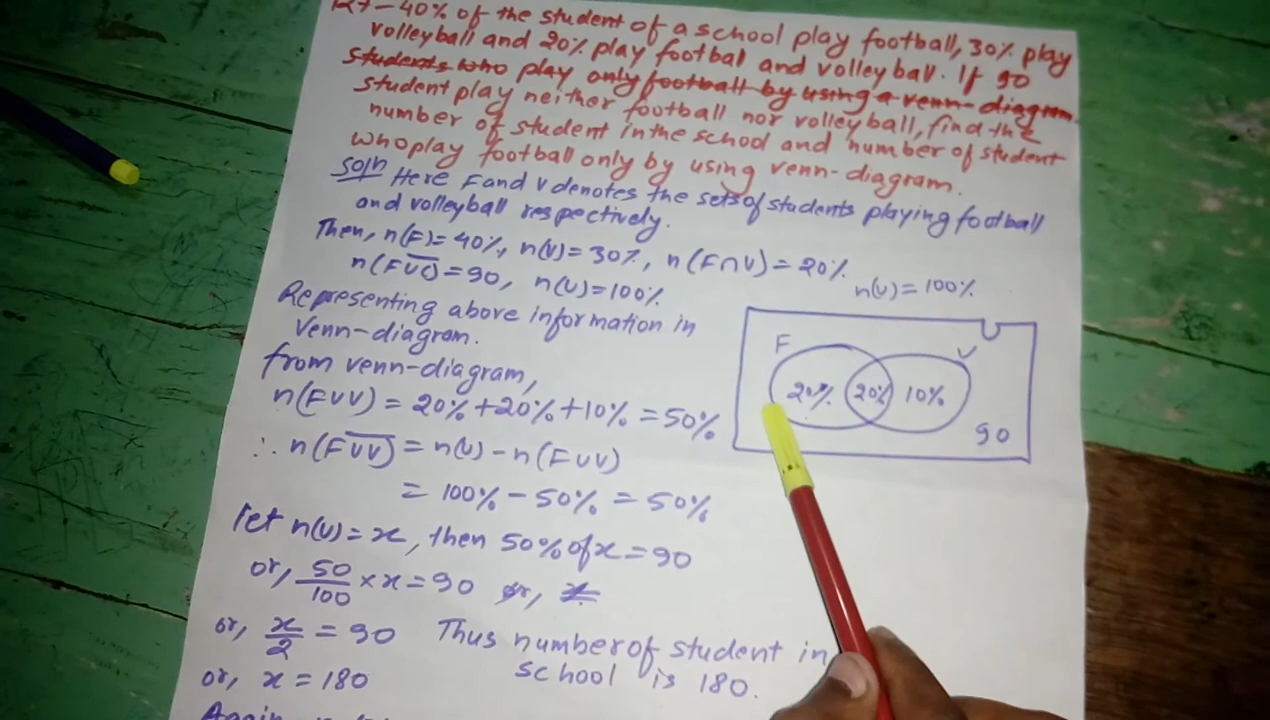 40% of the student of a school play football, 30% play
volleyball and 20% play footbal and volleyball. If 90
students who play only football by using a venn-diagram.
student play neither football nor volleyball, find the
number of student in the school and number of student
who play football only by using venn-diagram.
Soln Here F and V denotes the sets of students playing football
and volleyball respectively.
Then, n(F) = 40%, n(V) = 30%, n(F∩V) = 20%.
n(F̅U̅V̅) = 90, n(U) = 100%
n(U) = 100%
Representing above information in
Venn-diagram.
F U V
20% 20% 10%
90
from venn-diagram,
n(FUV) = 20% + 20% + 10% = 50%
∴ n(F̅U̅V̅) = n(U) - n(FUV)
= 100% - 50% = 50%
let n(U) = x, then 50% of x = 90
or, 50/100 × x = 90 or, x
or, x/2 = 90 Thus number of student in
or, x = 180 school is 180.
Again